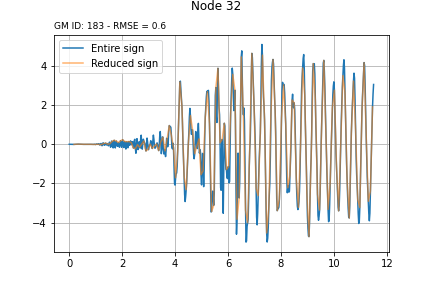 Node 32
GM ID: 183 - RMSE = 0.6
Entire sign
Reduced sign
4
2
0
−2
−4
0 2 4 6 8 10 12